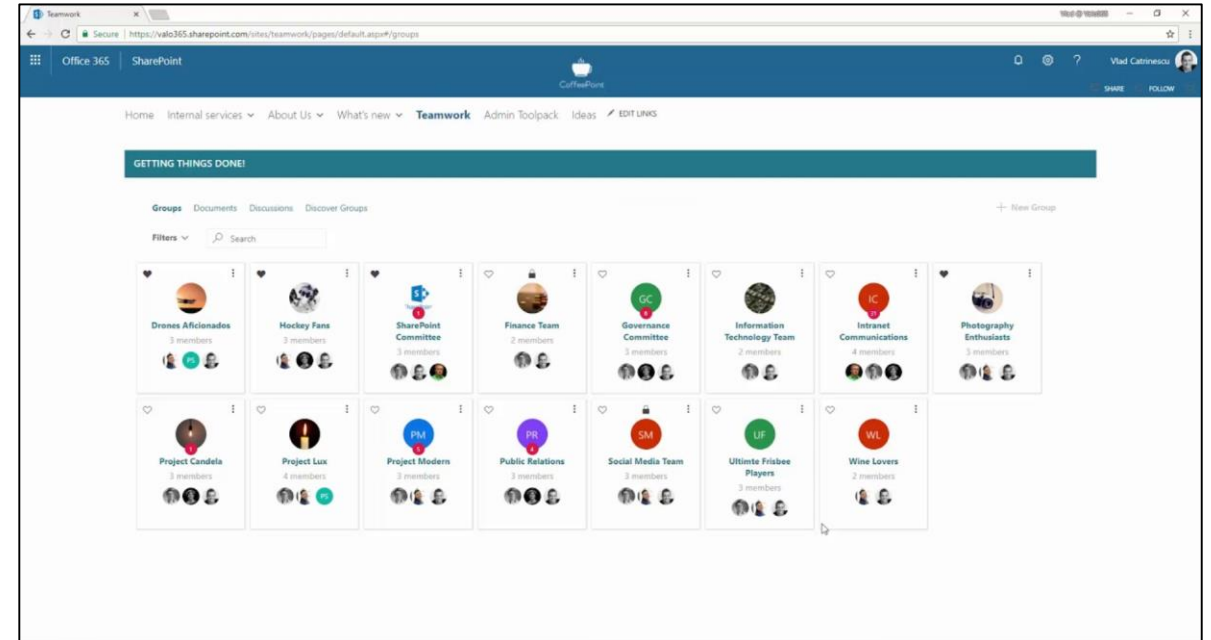 Teamwork
Secure https://valo365.sharepoint.com/sites/teamwork/pages/default.aspx#/groups
Office 365 SharePoint ? Vlad Catrinescu
CoffeePoint
SHARE FOLLOW
Home Internal services About Us What's new Teamwork Admin Toolpack Ideas EDIT LINKS
GETTING THINGS DONE!
Groups Documents Discussions Discover Groups + New Group
Filters Search
GC IC
Drones Aficionados Hockey Fans SharePoint Committee Finance Team Governance Committee Information Technology Team Intranet Communications Photography Enthusiasts
3 members 3 members 3 members 2 members 3 members 2 members 4 members 3 members
PS
PM PR SM UF WL
Project Candela Project Lux Project Modern Public Relations Social Media Team Ultimte Frisbee Players Wine Lovers
3 members 4 members 3 members 3 members 3 members 3 members 2 members
PS